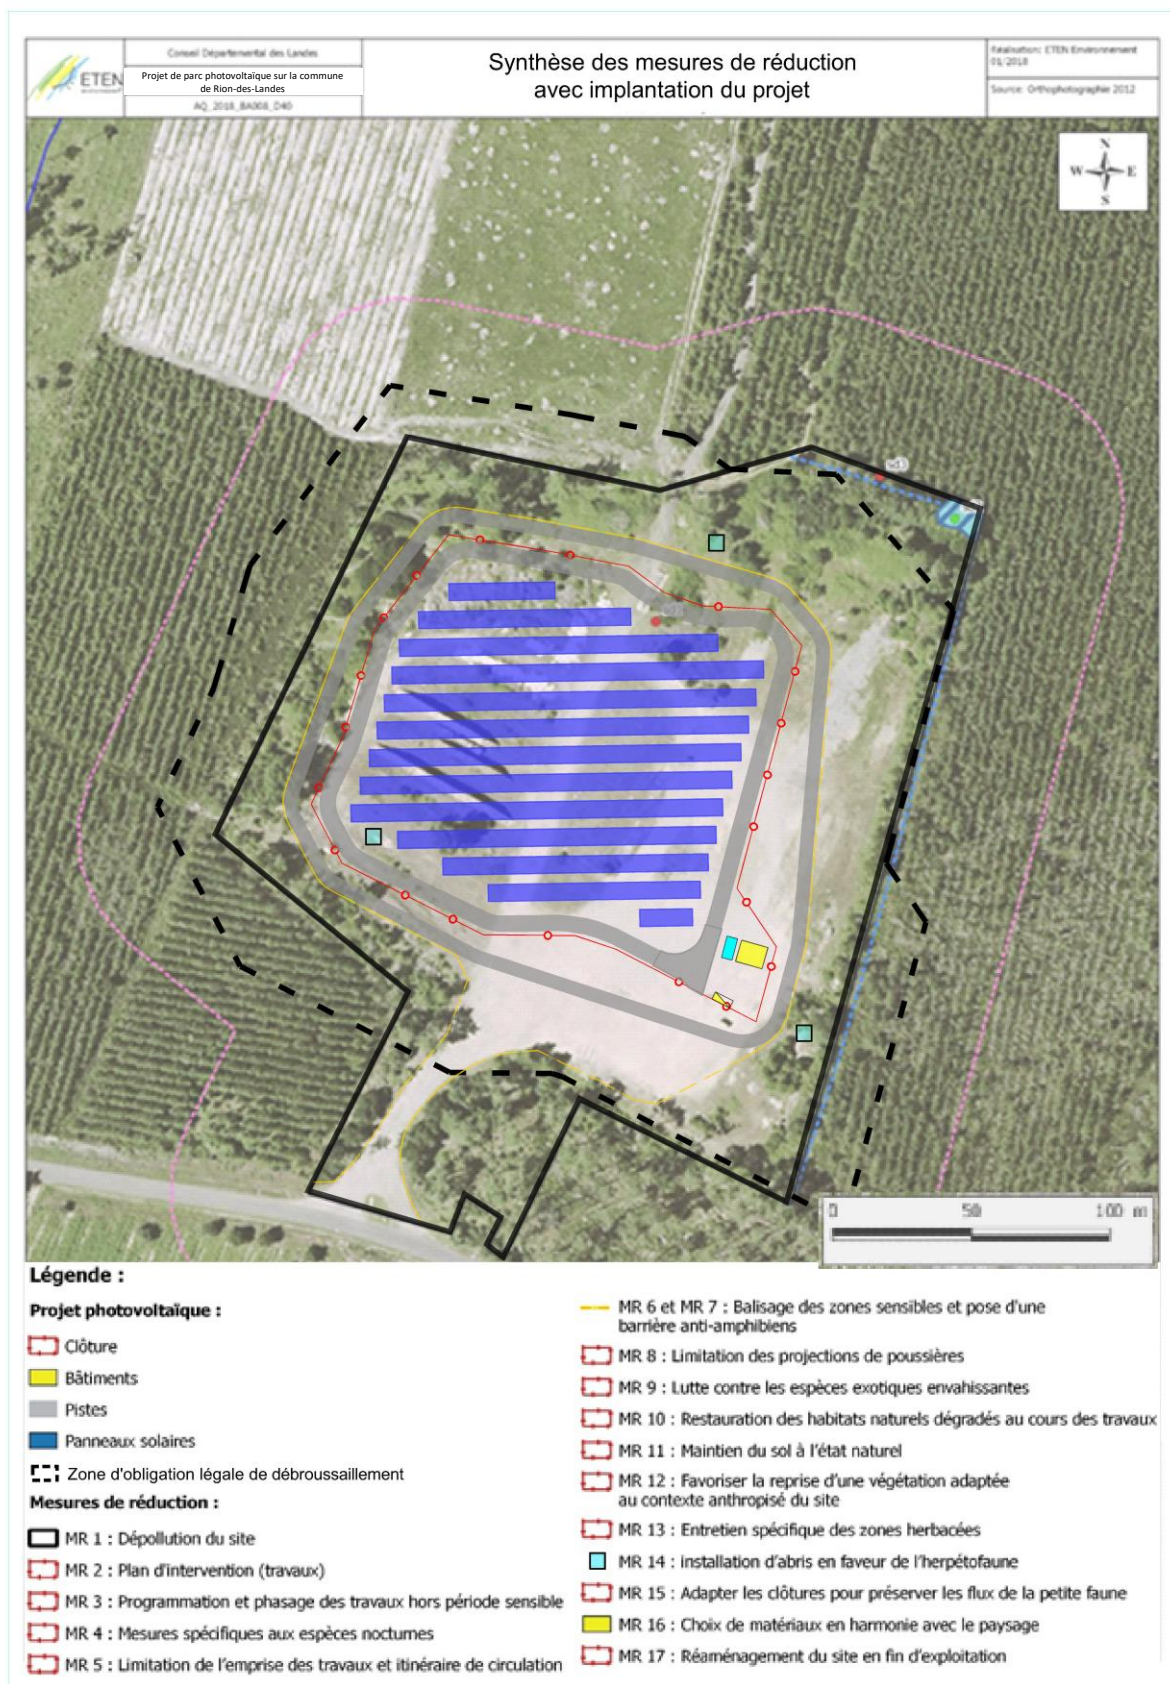 ETEN
Conseil Départemental des Landes
Projet de parc photovoltaïque sur la commune
de Rion-des-Landes
AQ_2018_BA008_D40
Synthèse des mesures de réduction
avec implantation du projet
Réalisation: ETEN Environnement
01/2018
Source: Orthophotographie 2012
N
W E
S
0 50 100 m
Légende :
Projet photovoltaïque :
Clôture
Bâtiments
Pistes
Panneaux solaires
Zone d'obligation légale de débroussaillement
Mesures de réduction :
MR 1 : Dépollution du site
MR 2 : Plan d'intervention (travaux)
MR 3 : Programmation et phasage des travaux hors période sensible
MR 4 : Mesures spécifiques aux espèces nocturnes
MR 5 : Limitation de l'emprise des travaux et itinéraire de circulation
MR 6 et MR 7 : Balisage des zones sensibles et pose d'une
barrière anti-amphibiens
MR 8 : Limitation des projections de poussières
MR 9 : Lutte contre les espèces exotiques envahissantes
MR 10 : Restauration des habitats naturels dégradés au cours des travaux
MR 11 : Maintien du sol à l'état naturel
MR 12 : Favoriser la reprise d'une végétation adaptée
au contexte anthropisé du site
MR 13 : Entretien spécifique des zones herbacées
MR 14 : installation d'abris en faveur de l'herpétofaune
MR 15 : Adapter les clôtures pour préserver les flux de la petite faune
MR 16 : Choix de matériaux en harmonie avec le paysage
MR 17 : Réaménagement du site en fin d'exploitation